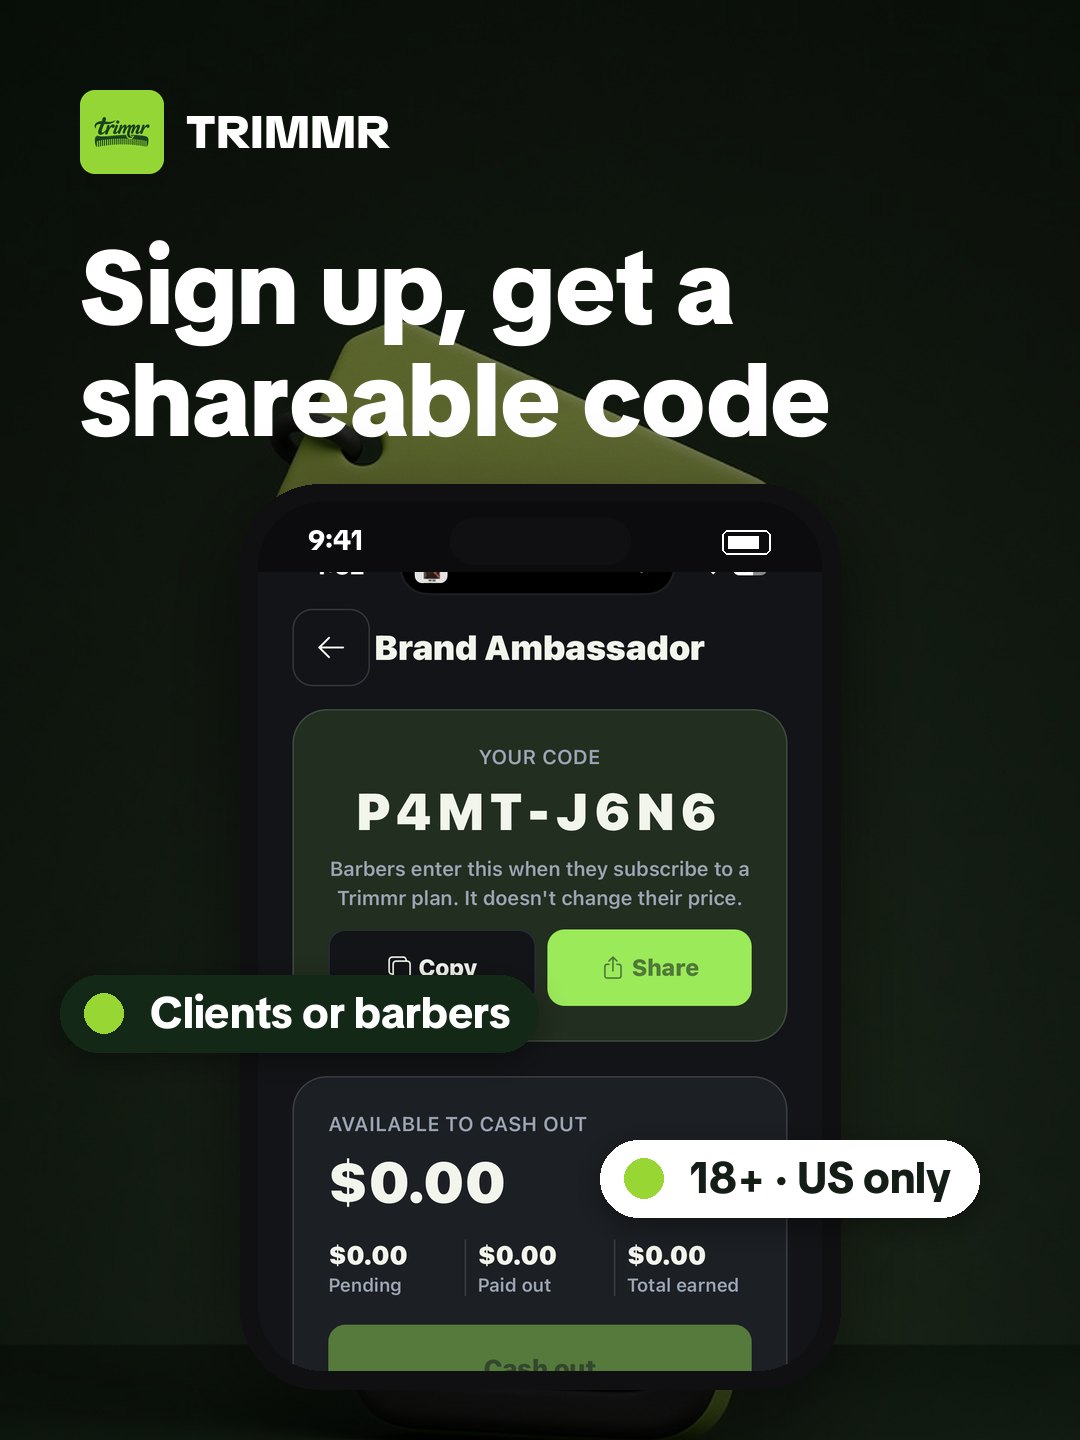 trimmr
TRIMMR
Sign up, get a
shareable code
9:41
Brand Ambassador
YOUR CODE
P4MT-J6N6
Barbers enter this when they subscribe to a
Trimmr plan. It doesn't change their price.
Copy
Share
Clients or barbers
AVAILABLE TO CASH OUT
$0.00
18+ · US only
$0.00
$0.00
$0.00
Pending
Paid out
Total earned
Cash out